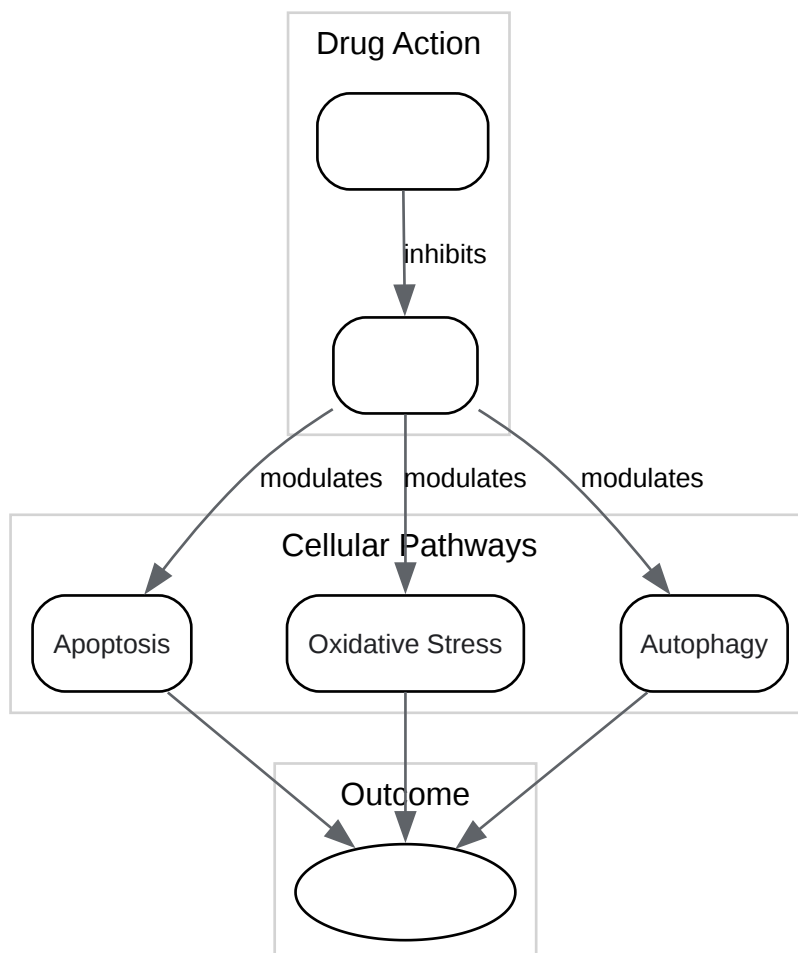 Drug Action
inhibits
modulates modulates modulates
Cellular Pathways
Apoptosis Oxidative Stress Autophagy
Outcome